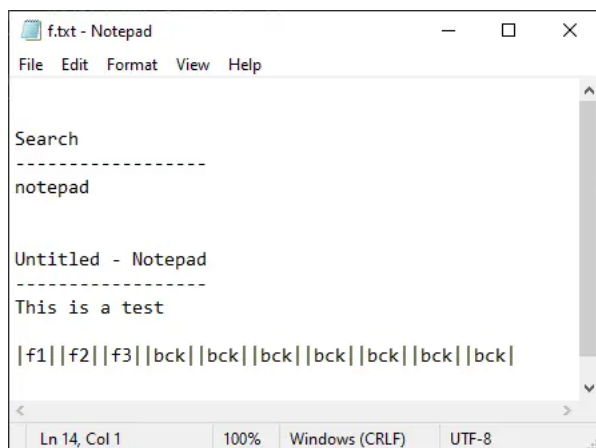 f.txt - Notepad
File Edit Format View Help
Search
------------------
notepad
Untitled - Notepad
------------------
This is a test
|f1||f2||f3||bck||bck||bck||bck||bck||bck||bck|
Ln 14, Col 1 100% Windows (CRLF) UTF-8